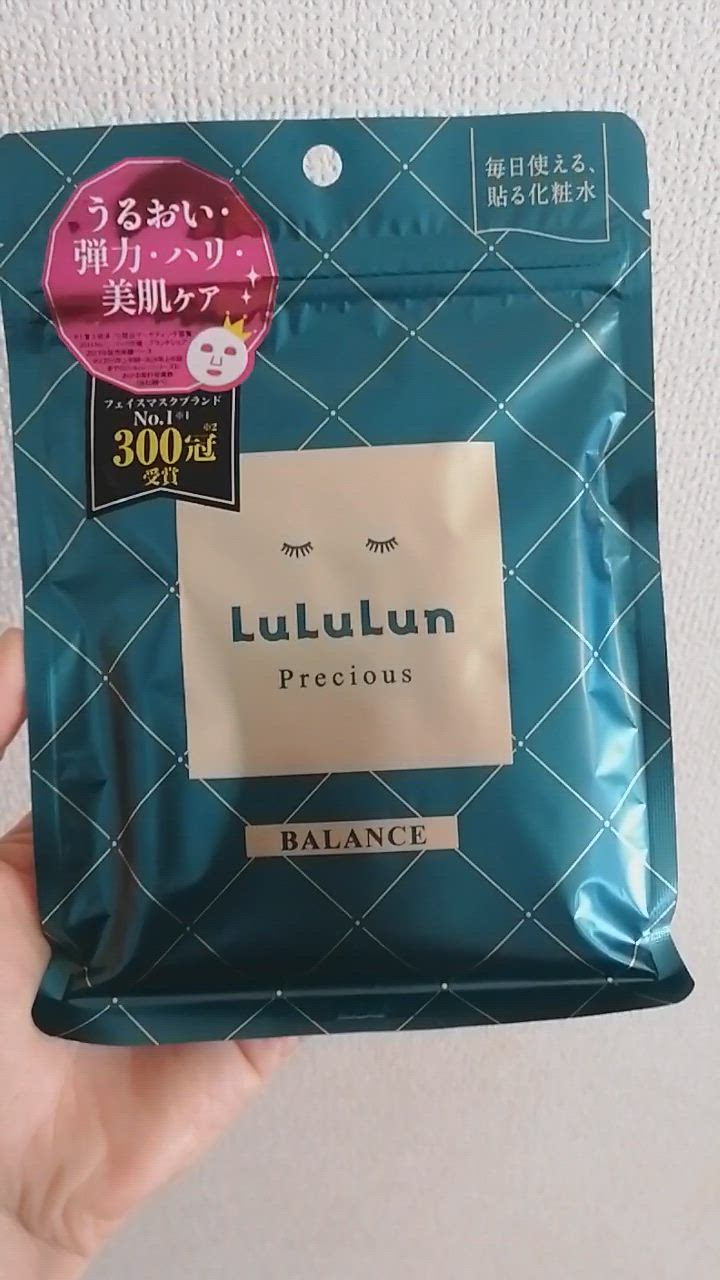 うるおい・
弾力・ハリ・
美肌ケア
毎日使える、
貼る化粧水
フェイスマスクブランド
No.1※1
300冠※2
受賞
LuLuLun
Precious
BALANCE